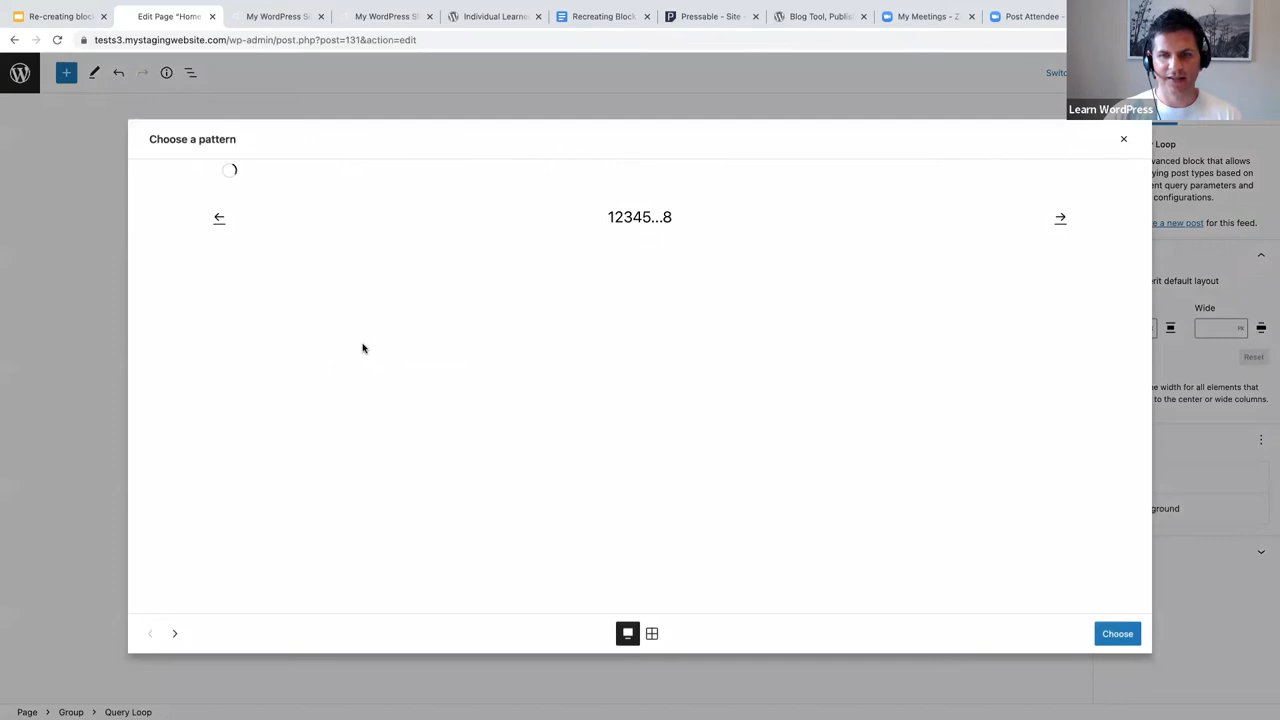 Re-creating block
Edit Page “Home
My WordPress Si
My WordPress Si
Individual Learne
Recreating Block
Pressable - Site
Blog Tool, Publis
My Meetings - Z
Post Attendee -
tests3.mystagingwebsite.com/wp-admin/post.php?post=131&action=edit
Switc
Learn WordPress
Choose a pattern
y Loop
vanced block that allows
ying post types based on
ent query parameters and
configurations.
e a new post for this feed.
12345...8
erit default layout
Wide
PX
Reset
ne width for all elements that
to the center or wide columns.
ground
Choose
Page > Group > Query Loop